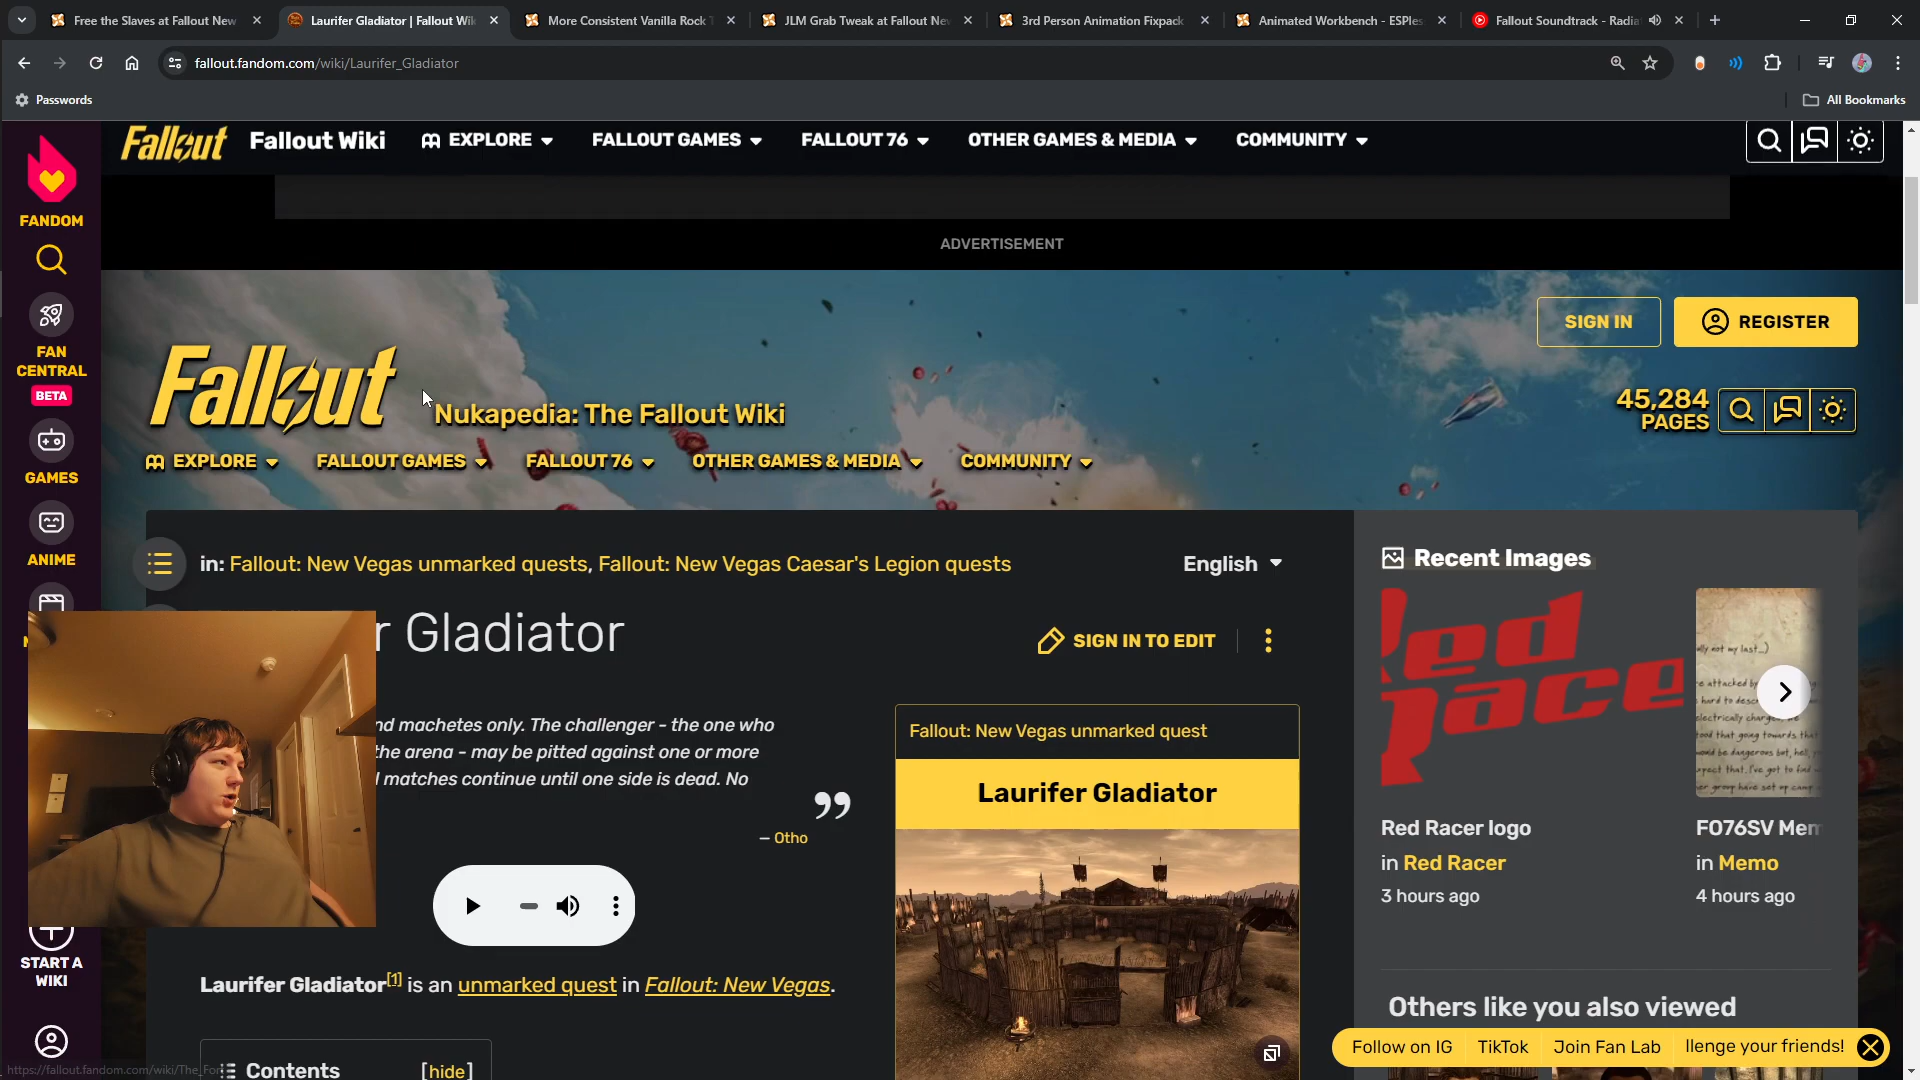 Free the Slaves at Fallout New
Laurifer Gladiator | Fallout Wik
More Consistent Vanilla Rock T
JLM Grab Tweak at Fallout Ne
3rd Person Animation Fixpack
Animated Workbench - ESPles
Fallout Soundtrack - Radia
fallout.fandom.com/wiki/Laurifer_Gladiator
Passwords
All Bookmarks
Fallout
Fallout Wiki
EXPLORE
FALLOUT GAMES
FALLOUT 76
OTHER GAMES & MEDIA
COMMUNITY
FANDOM
FAN
CENTRAL
BETA
GAMES
ANIME
START A
WIKI
ADVERTISEMENT
SIGN IN
REGISTER
Fallout
Nukapedia: The Fallout Wiki
45,284
PAGES
EXPLORE
FALLOUT GAMES
FALLOUT 76
OTHER GAMES & MEDIA
COMMUNITY
in: Fallout: New Vegas unmarked quests, Fallout: New Vegas Caesar's Legion quests
English
r Gladiator
SIGN IN TO EDIT
nd machetes only. The challenger - the one who
the arena - may be pitted against one or more
matches continue until one side is dead. No
”
– Otho
Laurifer Gladiator[1] is an unmarked quest in Fallout: New Vegas.
Contents [hide]
Fallout: New Vegas unmarked quest
Laurifer Gladiator
Recent Images
Red Race
Red Racer logo
in Red Racer
3 hours ago
FO76SV Mem
in Memo
4 hours ago
Others like you also viewed
Follow on IG
TikTok
Join Fan Lab
llenge your friends!
https://fallout.fandom.com/wiki/The_For